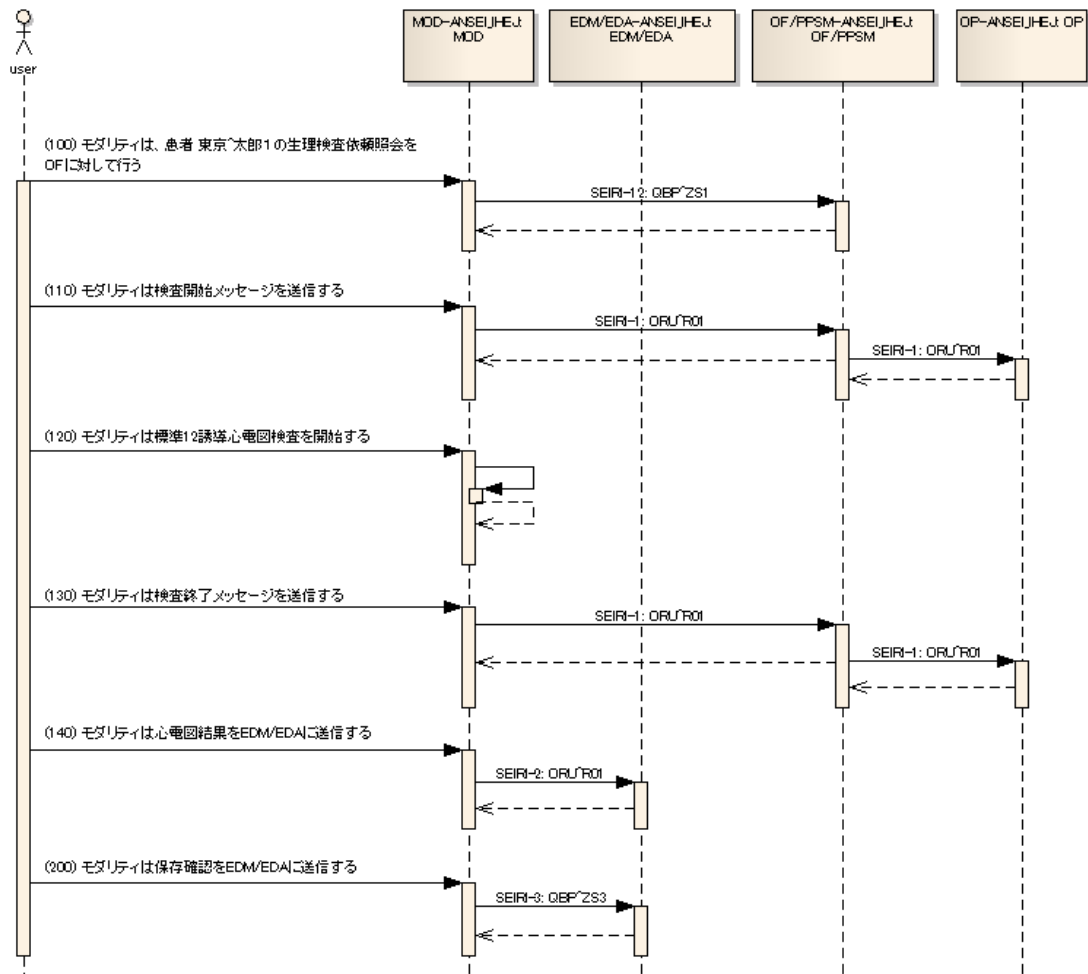 MOD-ANSEI_IHEJ:
MOD
EDM/EDA-ANSEI_IHEJ:
EDM/EDA
OF/PPSM-ANSEI_IHEJ:
OF/PPSM
OP-ANSEI_IHEJ: OP
user
(100) モダリティは、患者 東京^太郎1 の生理検査依頼照会を
OFに対して行う
SEIRI-12: QBP^ZS1
(110) モダリティは検査開始メッセージを送信する
SEIRI-1: ORU^R01
SEIRI-1: ORU^R01
(120) モダリティは標準12誘導心電図検査を開始する
(130) モダリティは検査終了メッセージを送信する
SEIRI-1: ORU^R01
SEIRI-1: ORU^R01
(140) モダリティは心電図結果をEDM/EDAに送信する
SEIRI-2: ORU^R01
(200) モダリティは保存確認をEDM/EDAに送信する
SEIRI-3: QBP^ZS3